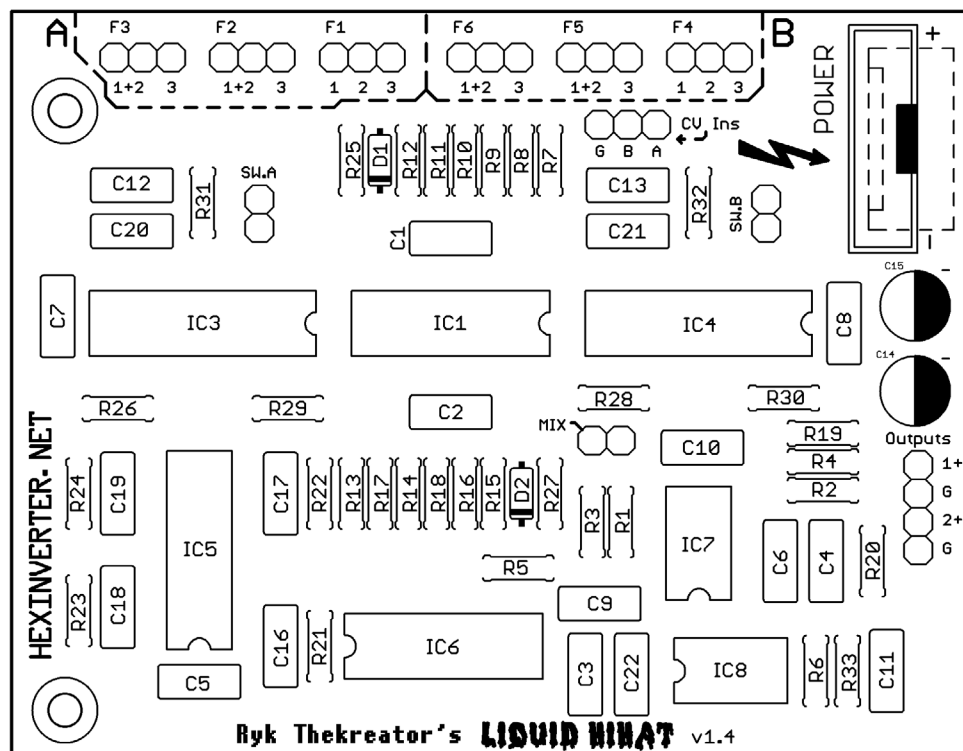 A F3 F2 F1 F6 F5 F4 B +
1+2 3 1+2 3 1 2 3 1+2 3 1+2 3 1 2 3
POWER
CV Ins
G B A
R25 D1 R12 R11 R10 R9 R8 R7
C12 R31 SW.A C13 R32 SW.B
C20 C1 C21 -
C15 -
C7 IC3 IC1 IC4 C8
C14 -
R26 R29 C2 R28 R30
MIX C10 R19 Outputs
R4 1+
R2 G
2+
G
HEXINVERTER.NET
R24 C19 C17 R22 R13 R17 R14 R18 R16 R15 D2 R27 R3 R1
IC5 IC7 C6 C4 R20
R5
R23 C18 C9
C16 R21 IC6 C3 C22 IC8 R6 R33 C11
C5
Ryk Thekreator's LIQUID HIHAT v1.4